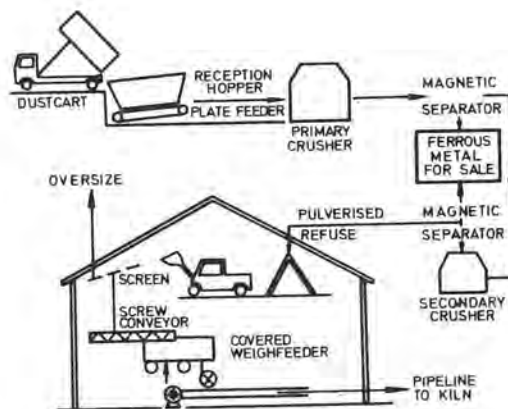 DUSTCART
RECEPTION
HOPPER
PLATE FEEDER
PRIMARY
CRUSHER
MAGNETIC
SEPARATOR
FERROUS
METAL
FOR SALE
OVERSIZE
PULVERISED
REFUSE
MAGNETIC
SEPARATOR
SECONDARY
CRUSHER
SCREEN
SCREW
CONVEYOR
COVERED
WEIGHFEEDER
PIPELINE
TO KILN